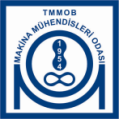 TMMOB
MAKİNA MÜHENDİSLERİ ODASI
1954